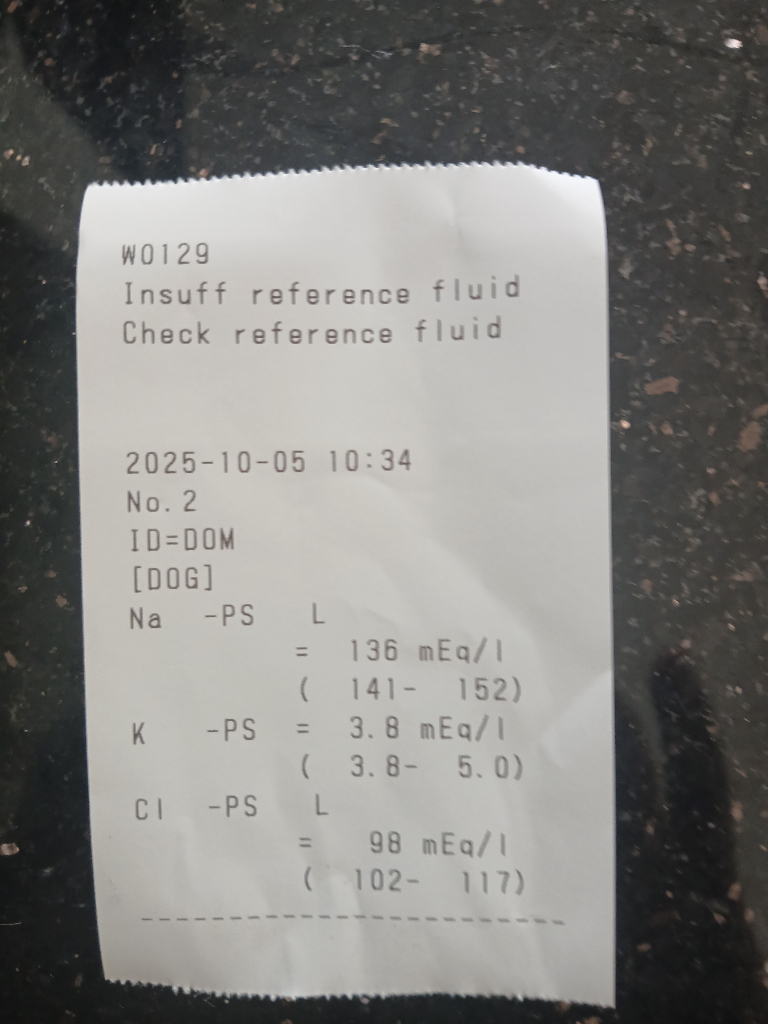 W0129
Insuff reference fluid
Check reference fluid
2025-10-05 10:34
No. 2
ID=DOM
[DOG]
Na -PS L
= 136 mEq/l
( 141- 152)
K -PS = 3.8 mEq/l
( 3.8- 5.0)
Cl -PS L
= 98 mEq/l
( 102- 117)
------------------------